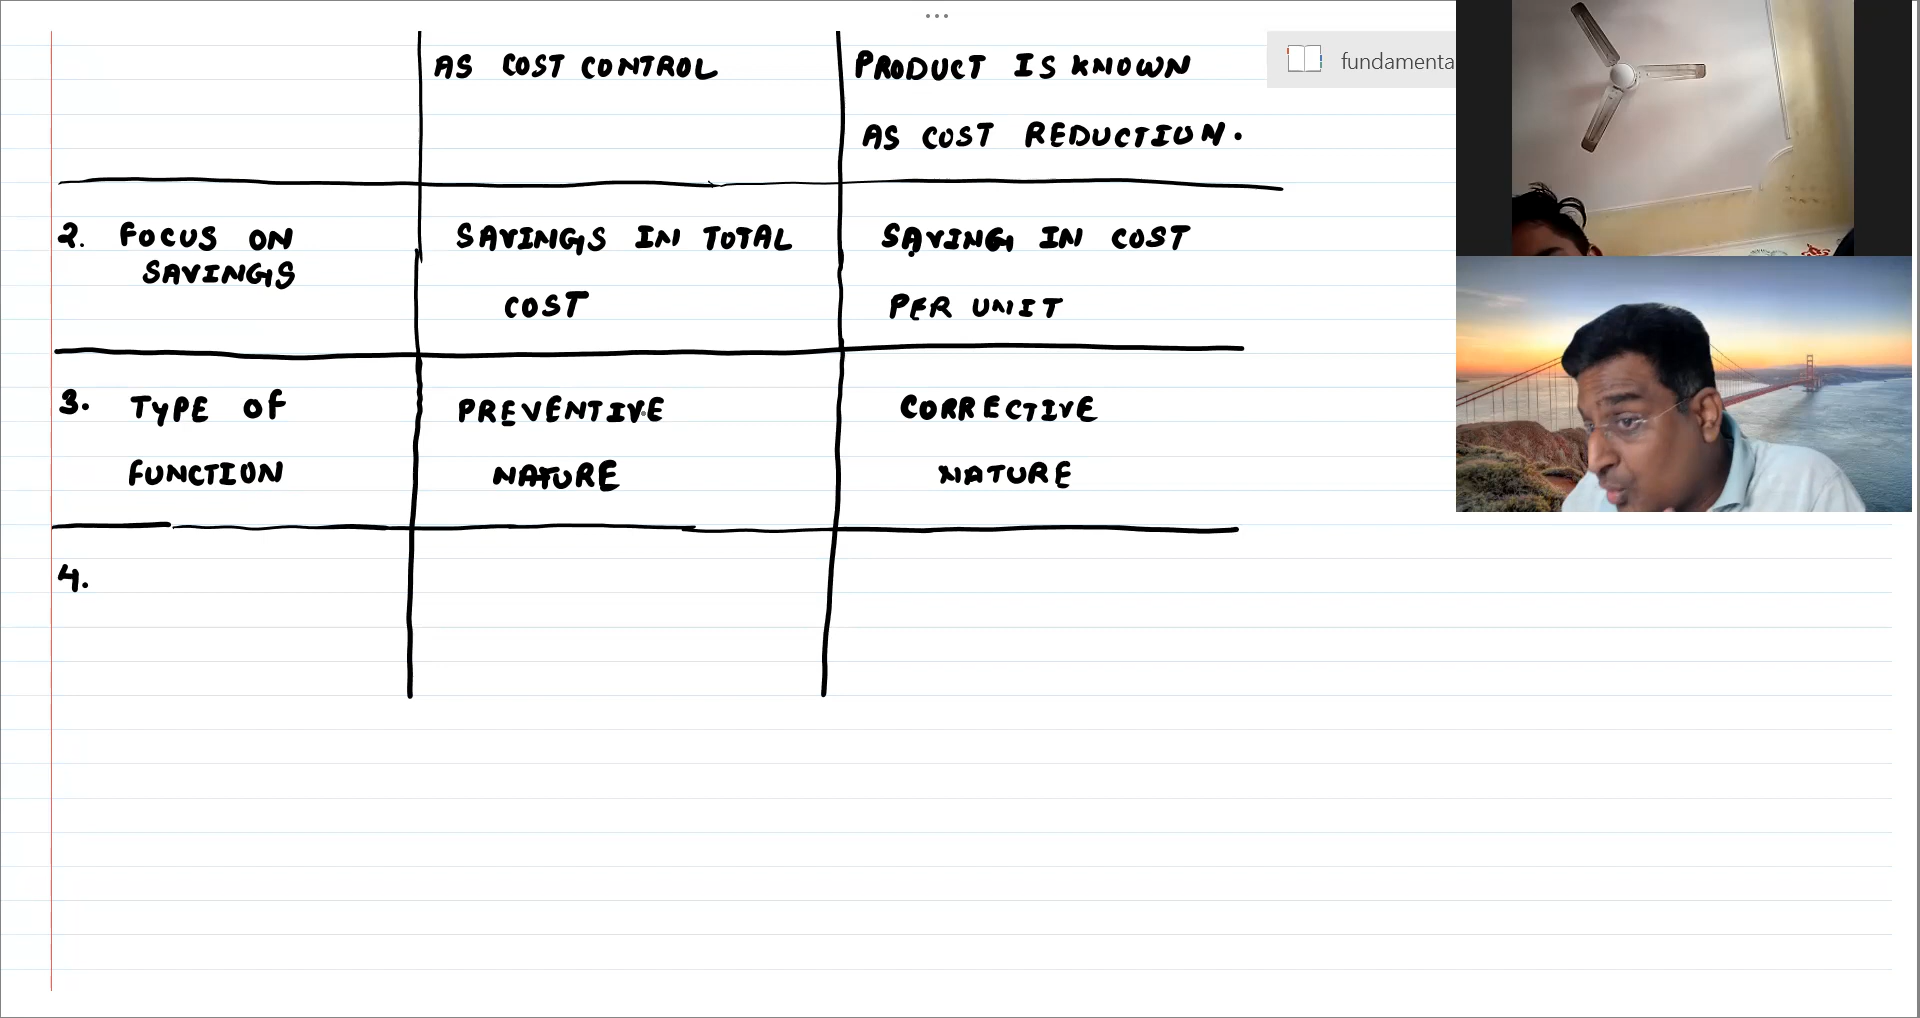 AS COST CONTROL
PRODUCT IS KNOWN
AS COST REDUCTION.
fundamenta
2. FOCUS ON
SAVINGS
SAVINGS IN TOTAL
COST
SAVING IN COST
PER UNIT
3. TYPE OF
FUNCTION
PREVENTIVE
NATURE
CORRECTIVE
NATURE
4.